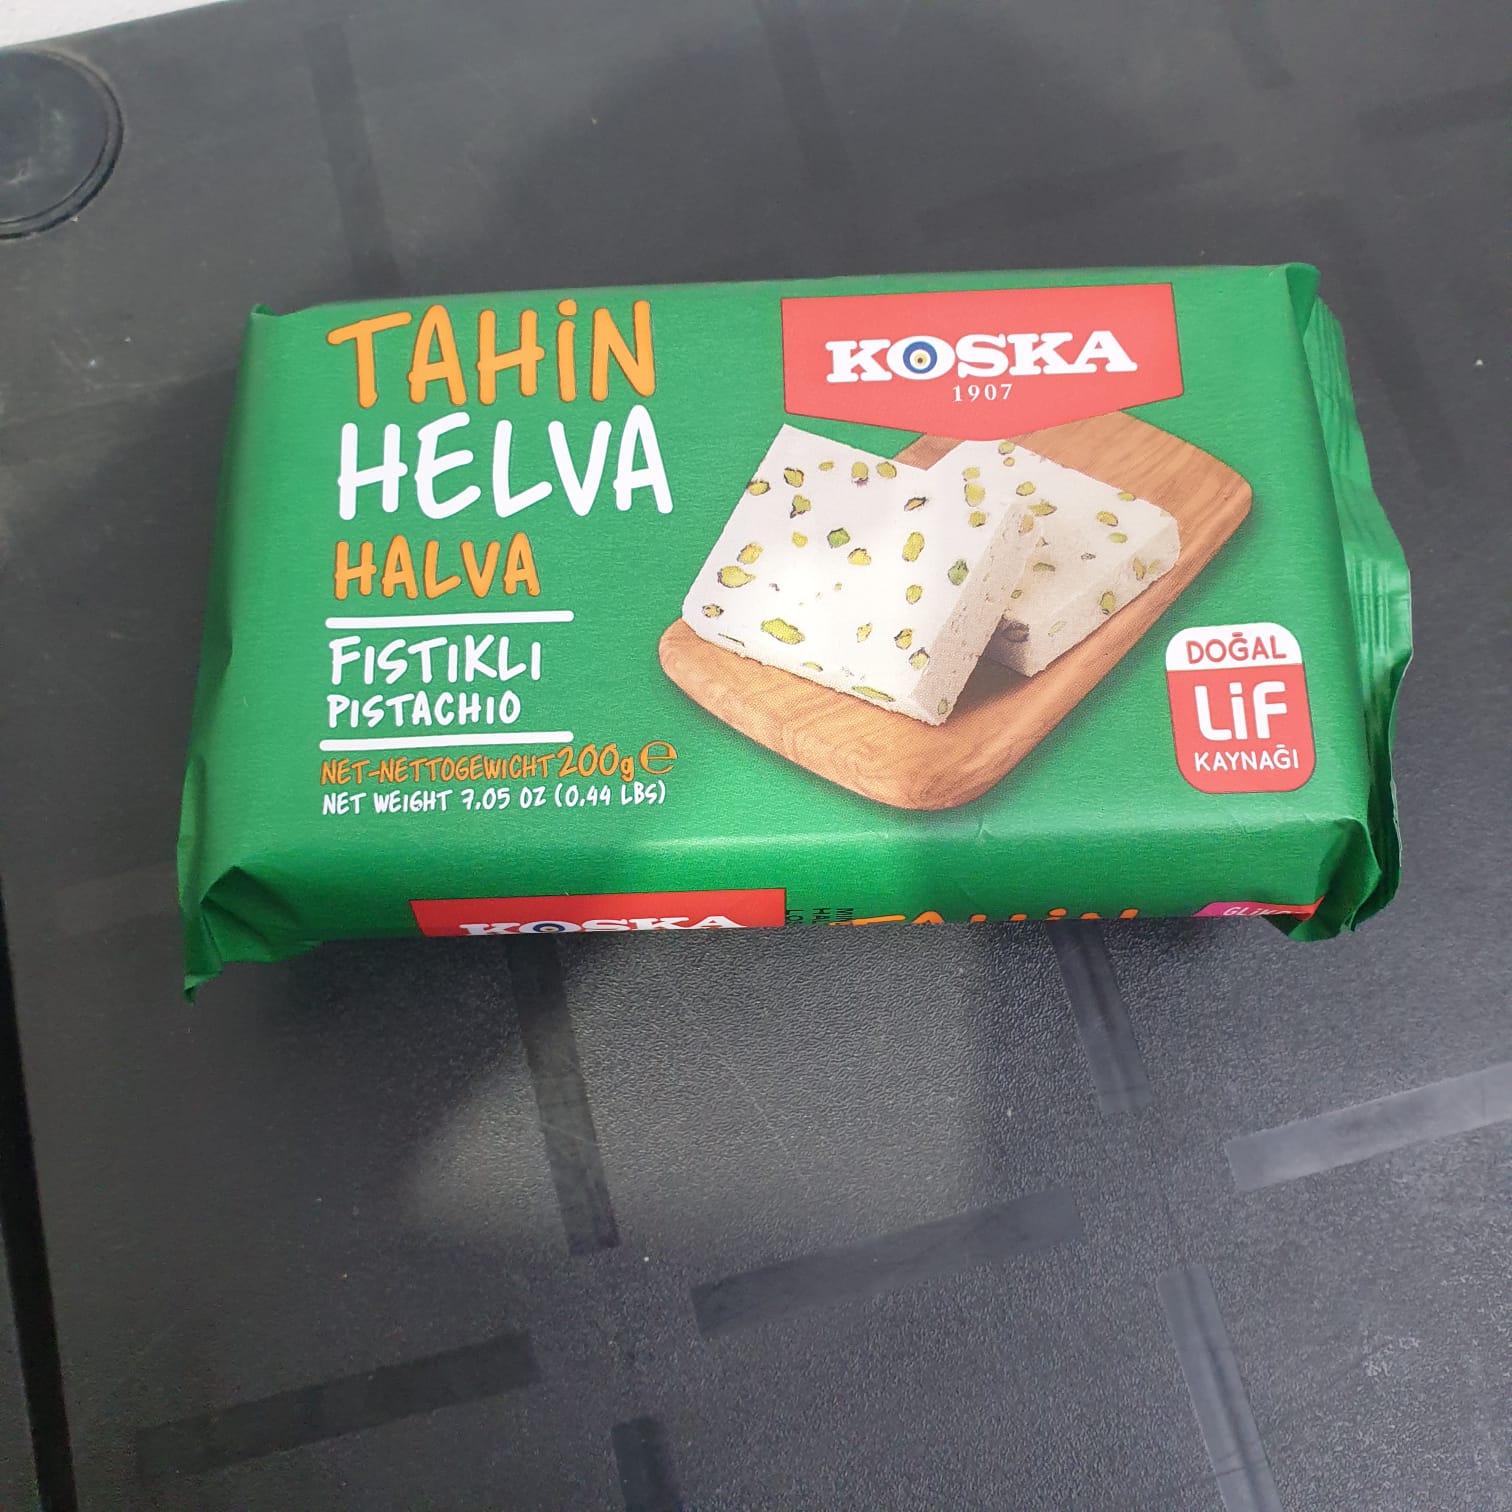 TAHİN
HELVA
HALVA
FISTIKLI
PISTACHIO
NET-NETTOGEWICHT 200g e
NET WEIGHT 7.05 OZ (0.44 LBS)
KOSKA
1907
DOĞAL
LİF
KAYNAĞI
KOSKA
TAHİN